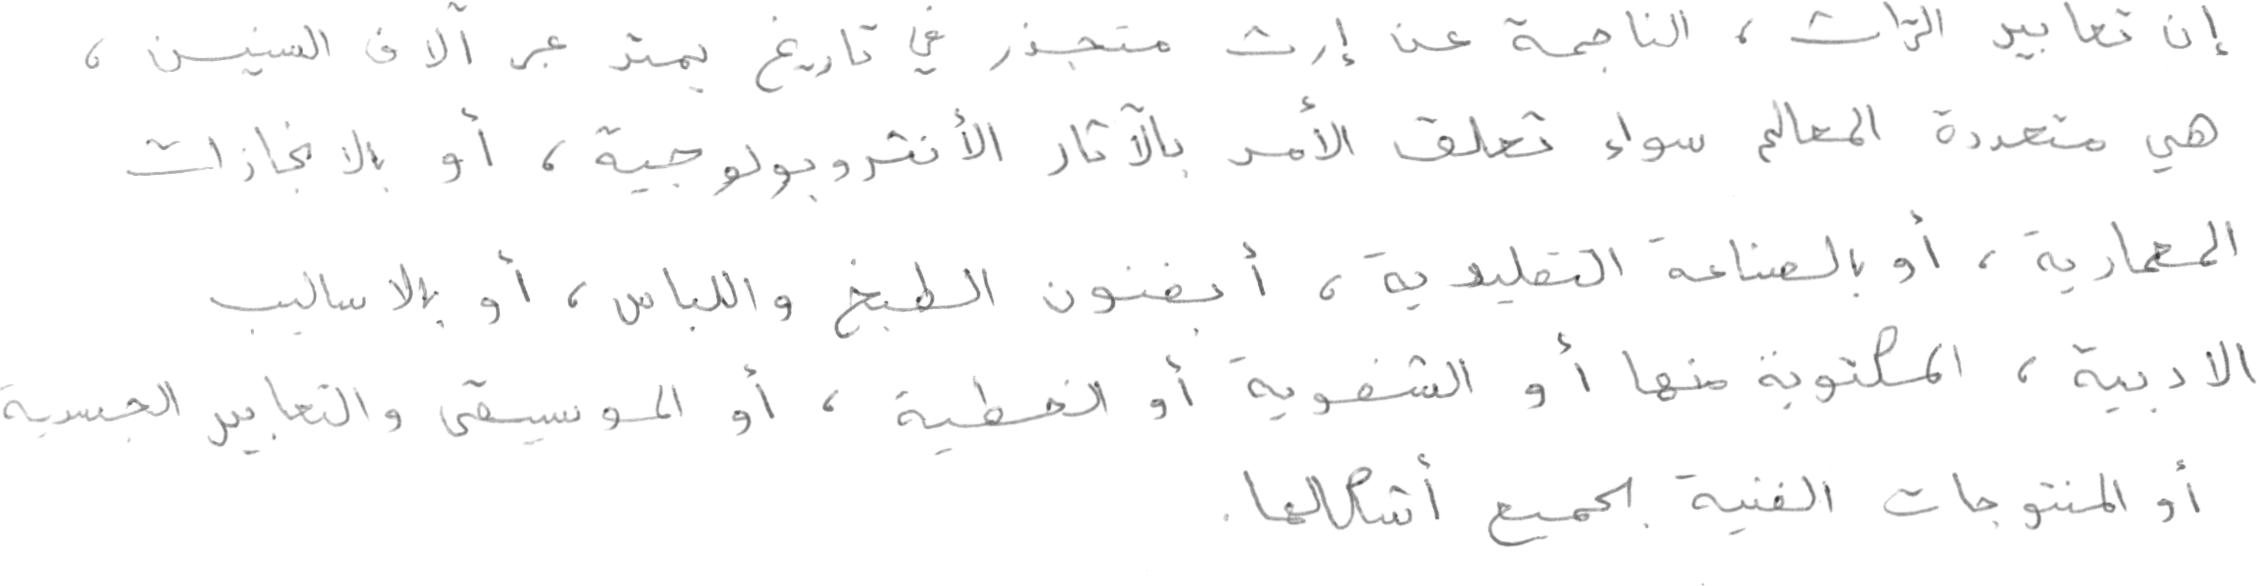 إن تعابير التراث ، الناجمة عن إرث متجذر في تاريخ يمتد عبر آلاف السنين ،
هي متعددة المعالم سواء تعلق الأمر بالآثار الأنثروبولوجية ، أو بالانجازات
المعمارية ، أو بالصناعة التقليدية ، أ بفنون الطبخ واللباس ، أو بالاساليب
الادبية ، المكتوبة منها أو الشفوية أو الخطية ، أو الموسيقى والتعابير الجسدية
أو المنتوجات الفنية بجميع أشكالها .